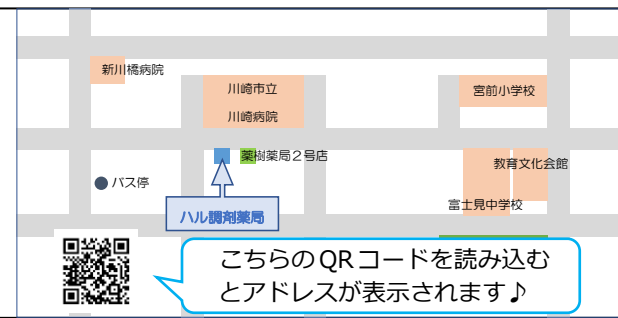 新川橋病院
川崎市立
川崎病院
宮前小学校
薬樹薬局２号店
教育文化会館
バス停
富士見中学校
ハル調剤薬局
こちらのQRコードを読み込む
とアドレスが表示されます♪